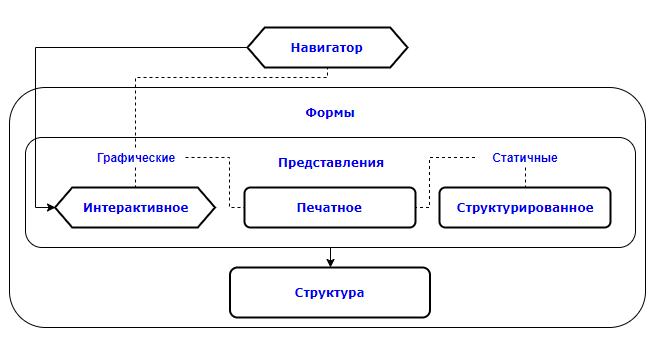 Навигатор
Формы
Графические
Статичные
Представления
Интерактивное
Печатное
Структурированное
Структура